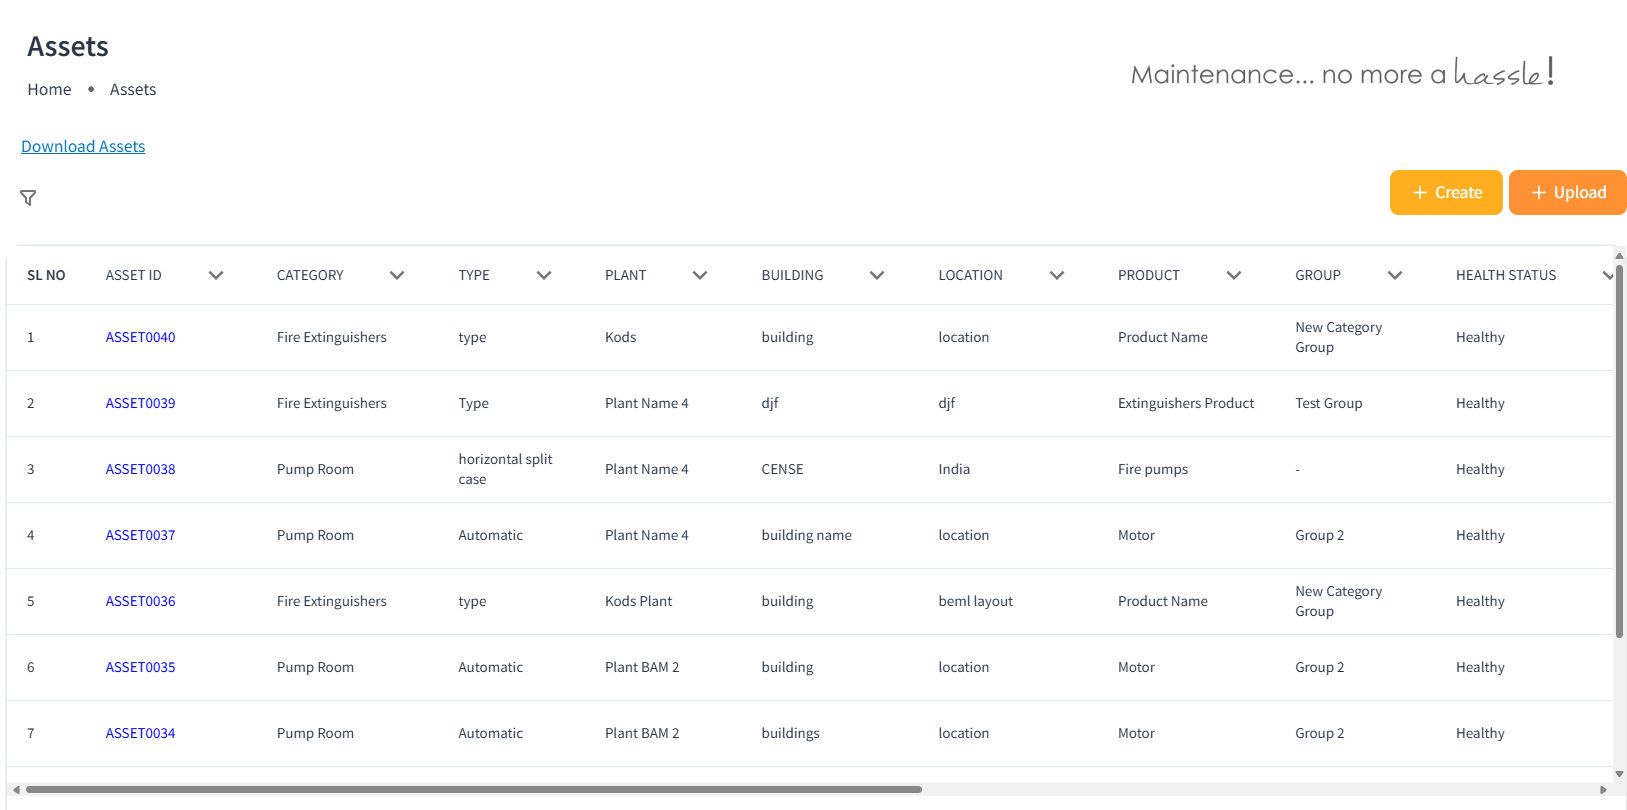 Assets
Home • Assets
Maintenance... no more a hassle!
Download Assets
+ Create + Upload
SL NO ASSET ID CATEGORY TYPE PLANT BUILDING LOCATION PRODUCT GROUP HEALTH STATUS
1 ASSET0040 Fire Extinguishers type Kods building location Product Name New Category Group Healthy
2 ASSET0039 Fire Extinguishers Type Plant Name 4 djf djf Extinguishers Product Test Group Healthy
3 ASSET0038 Pump Room horizontal split case Plant Name 4 CENSE India Fire pumps - Healthy
4 ASSET0037 Pump Room Automatic Plant Name 4 building name location Motor Group 2 Healthy
5 ASSET0036 Fire Extinguishers type Kods Plant building beml layout Product Name New Category Group Healthy
6 ASSET0035 Pump Room Automatic Plant BAM 2 building location Motor Group 2 Healthy
7 ASSET0034 Pump Room Automatic Plant BAM 2 buildings location Motor Group 2 Healthy